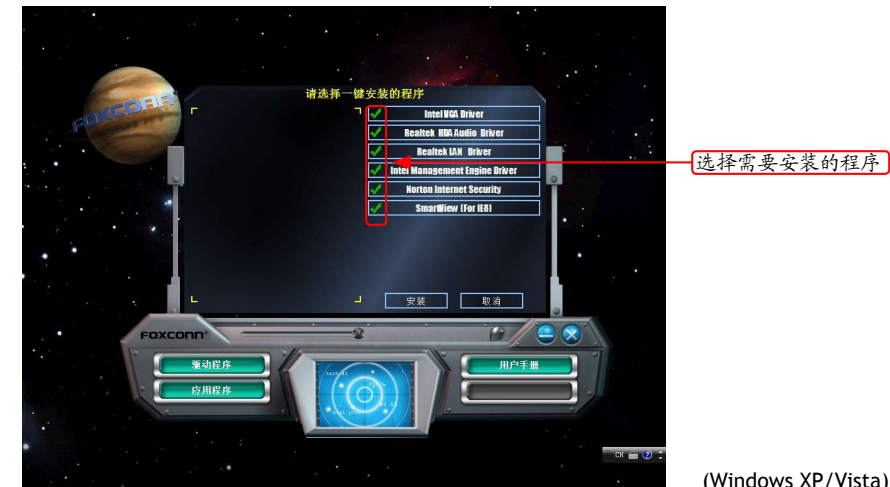 FOXCONN
请选择一键安装的程序
Intel VGA Driver
Realtek HDA Audio Driver
Realtek LAN Driver
选择需要安装的程序
Intel Management Engine Driver
Norton Internet Security
SmartView (For IE8)
安装 取消
FOXCONN
驱动程序 用户手册
应用程序
CH
(Windows XP/Vista)